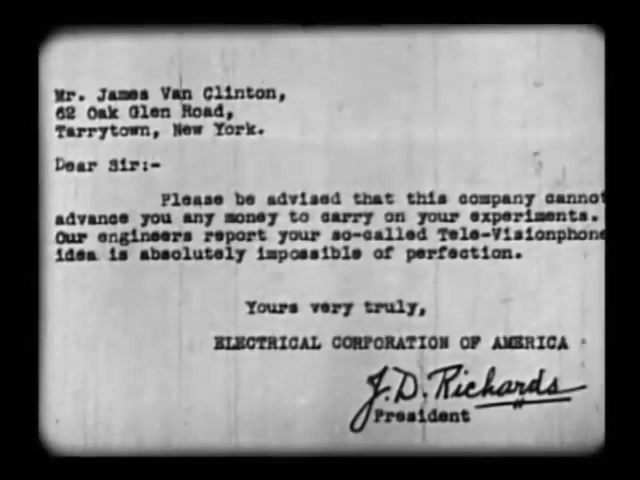 Mr. James Van Clinton,
62 Oak Glen Road,
Tarrytown, New York.
Dear Sir:-
Please be advised that this company cannot
advance you any money to carry on your experiments.
Our engineers report your so-called Tele-Visionphone
idea is absolutely impossible of perfection.
Yours very truly,
ELECTRICAL CORPORATION OF AMERICA
J.D. Richards
President